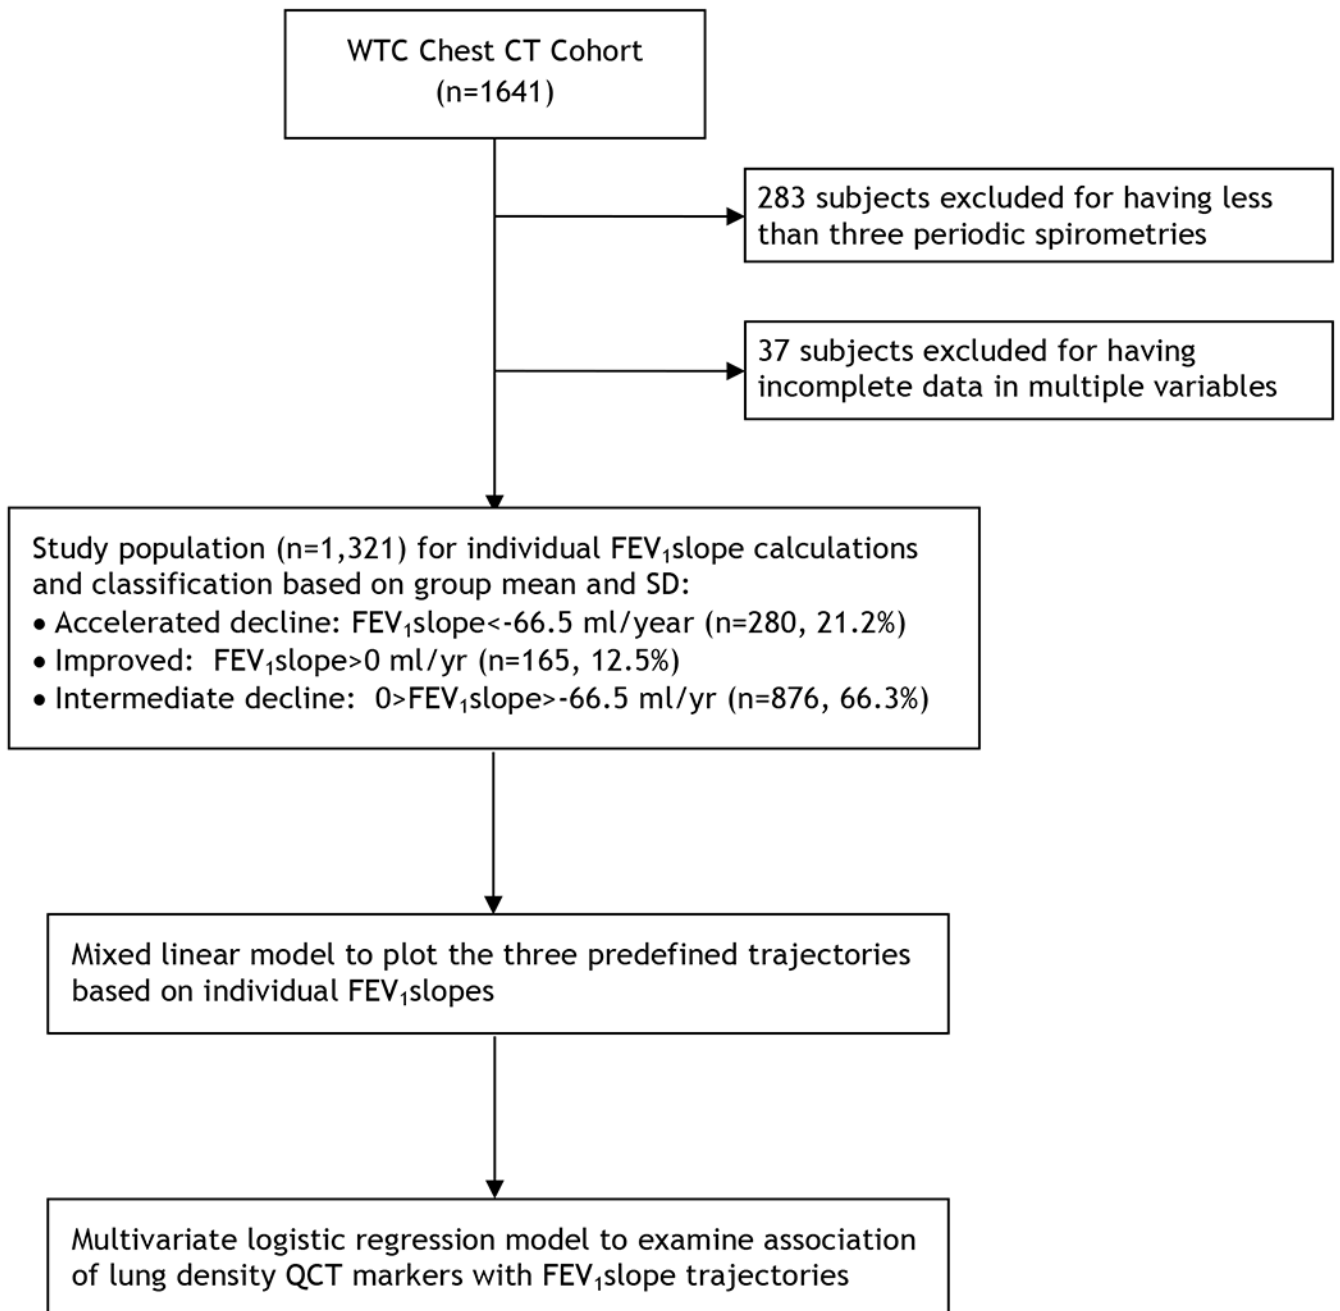 WTC Chest CT Cohort
(n=1641)
283 subjects excluded for having less
than three periodic spirometries
37 subjects excluded for having
incomplete data in multiple variables
Study population (n=1,321) for individual FEV₁slope calculations
and classification based on group mean and SD:
• Accelerated decline: FEV₁slope<-66.5 ml/year (n=280, 21.2%)
• Improved:  FEV₁slope>0 ml/yr (n=165, 12.5%)
• Intermediate decline:  0>FEV₁slope>-66.5 ml/yr (n=876, 66.3%)
Mixed linear model to plot the three predefined trajectories
based on individual FEV₁slopes
Multivariate logistic regression model to examine association
of lung density QCT markers with FEV₁slope trajectories